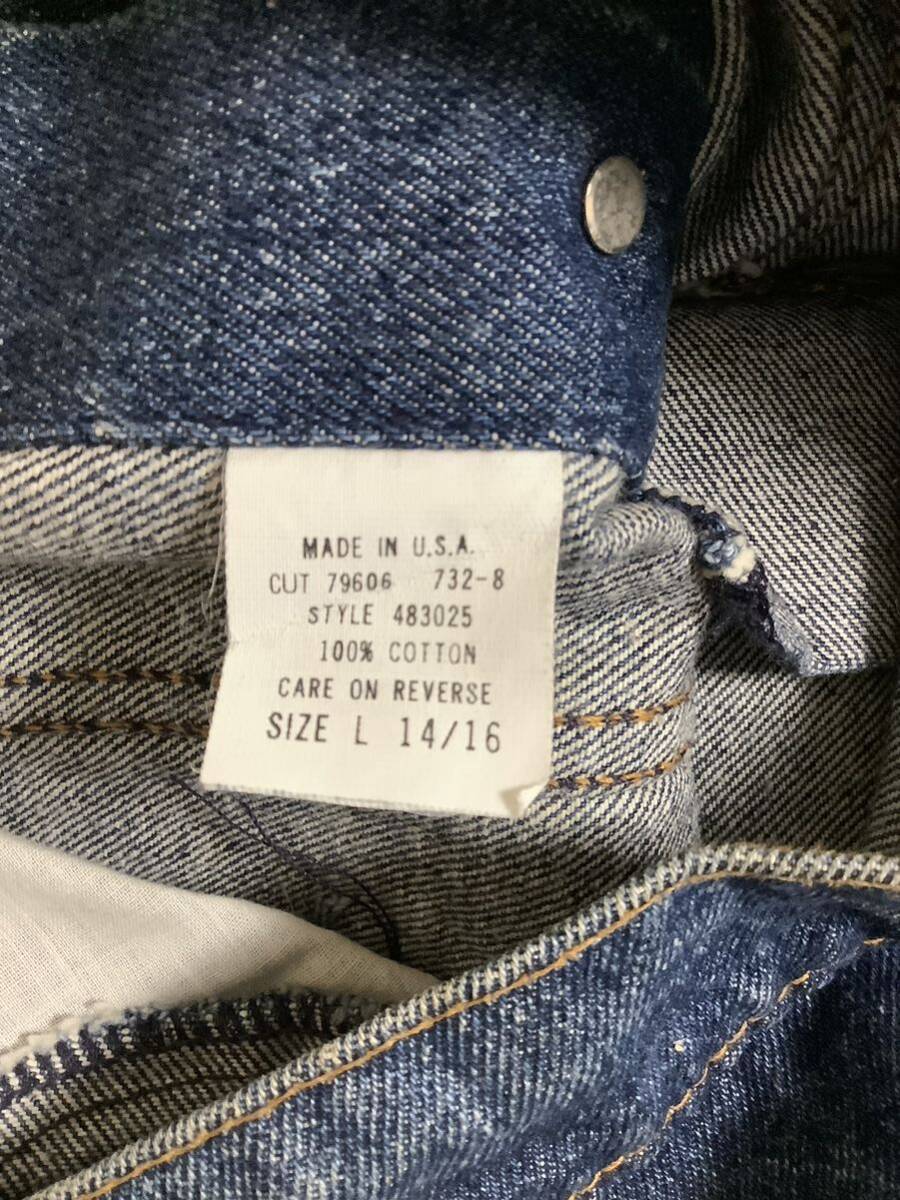 MADE IN U.S.A.
CUT 79606 732-8
STYLE 483025
100% COTTON
CARE ON REVERSE
SIZE L 14/16